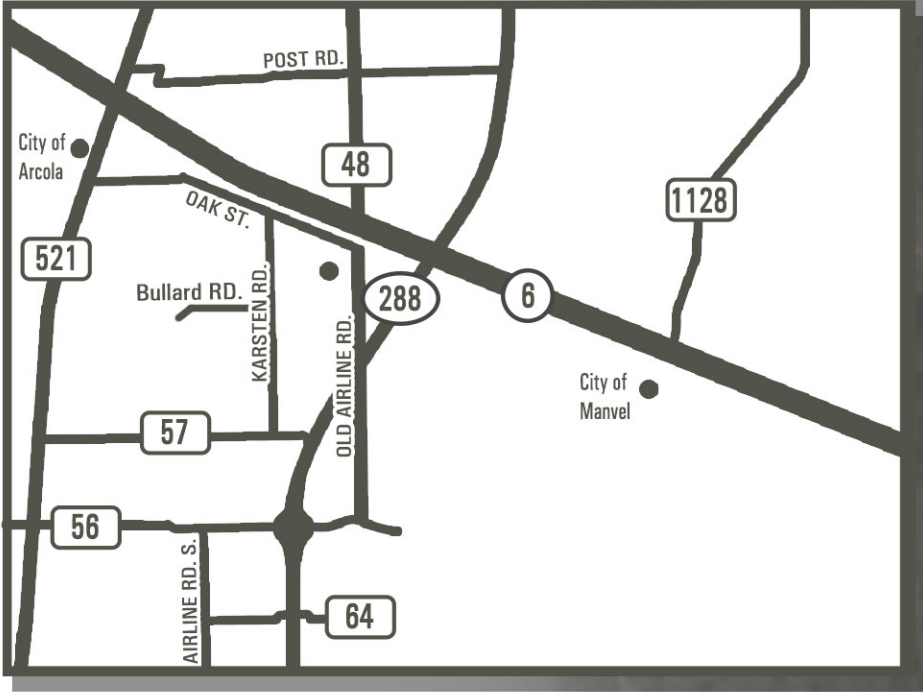 POST RD.
City of
Arcola
48
1128
OAK ST.
521
Bullard RD.
KARSTEN RD.
288
6
OLD AIRLINE RD.
City of
Manvel
57
56
AIRLINE RD. S.
64